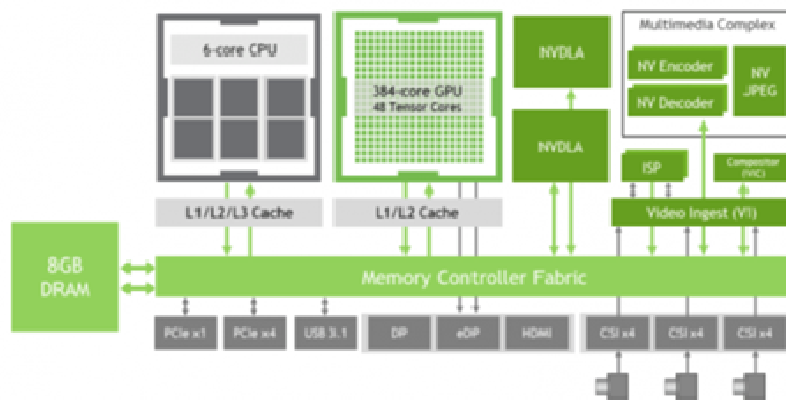 Multimedia Complex
6-core CPU
384-core GPU
48 Tensor Cores
NVDLA
NV Encoder
NV Decoder
NV
JPEG
NVDLA
ISP
Compositor
(VIC)
L1/L2/L3 Cache
L1/L2 Cache
Video Ingest (VI)
8GB
DRAM
Memory Controller Fabric
PCIe x1
PCIe x4
USB 3.1
DP
eDP
HDMI
CSI x4
CSI x4
CSI x4